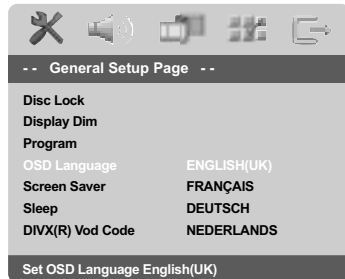 -- General Setup Page --
Disc Lock
Display Dim
Program
OSD Language ENGLISH(UK)
Screen Saver FRANÇAIS
Sleep DEUTSCH
DIVX(R) Vod Code NEDERLANDS
Set OSD Language English(UK)